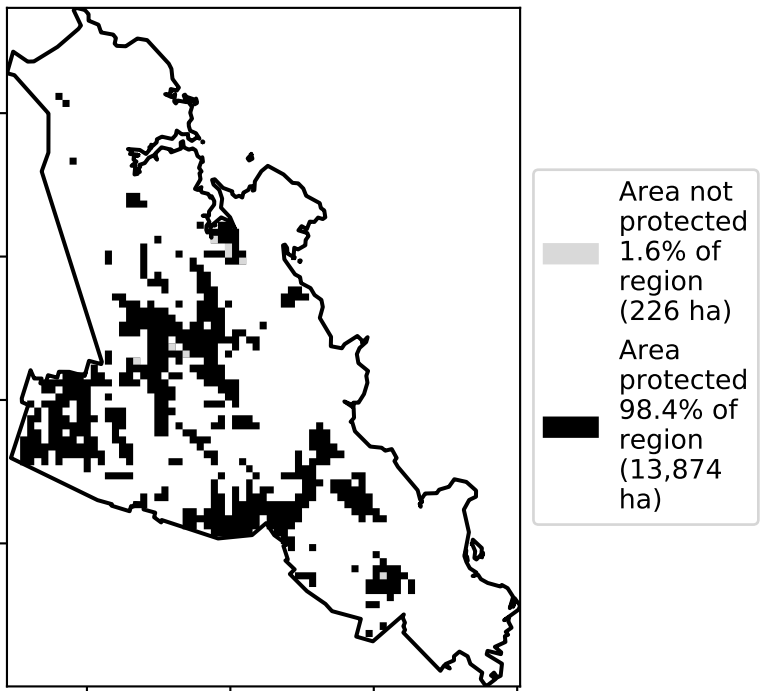 Area not
protected
1.6% of
region
(226 ha)
Area
protected
98.4% of
region
(13,874
ha)